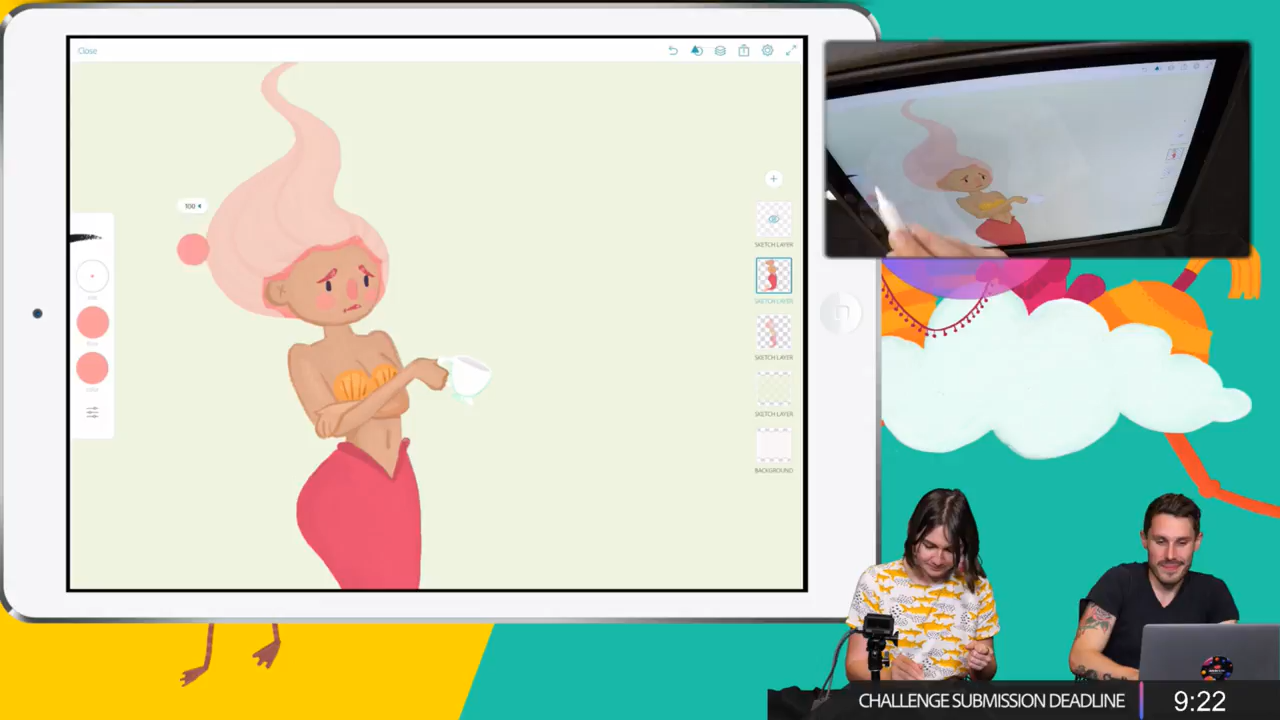 Close
100
SKETCH LAYER
SKETCH LAYER
SKETCH LAYER
SKETCH LAYER
BACKGROUND
CHALLENGE SUBMISSION DEADLINE
9:22